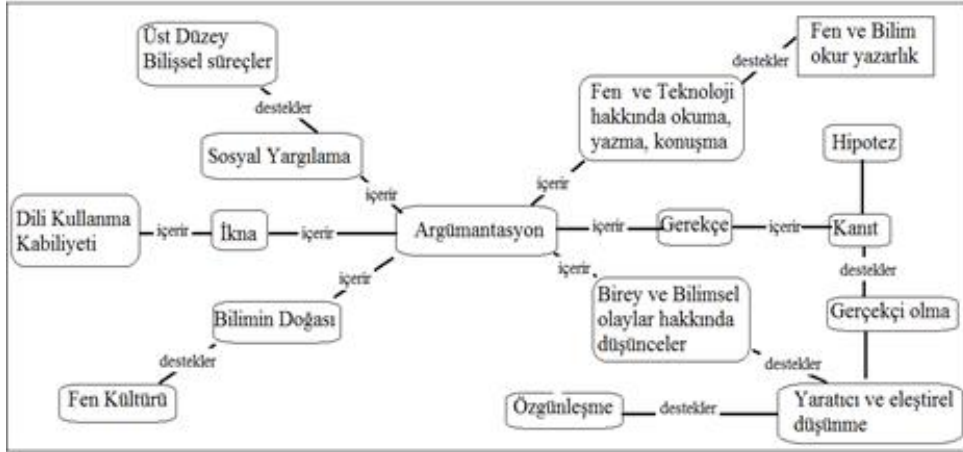 Üst Düzey
Bilişsel süreçler
destekler
Sosyal Yargılama
içerir
Fen ve Bilim
okur yazarlık
destekler
Fen ve Teknoloji
hakkında okuma,
yazma, konuşma
içerir
Hipotez
Dili Kullanma
Kabiliyeti
içerir
İkna
içerir
Argümantasyon
içerir
Gerekçe
içerir
Kanıt
destekler
Gerçekçi olma
içerir
Bilimin Doğası
destekler
Fen Kültürü
içerir
Birey ve Bilimsel
olaylar hakkında
düşünceler
destekler
Özgünleşme
destekler
Yaratıcı ve eleştirel
düşünme